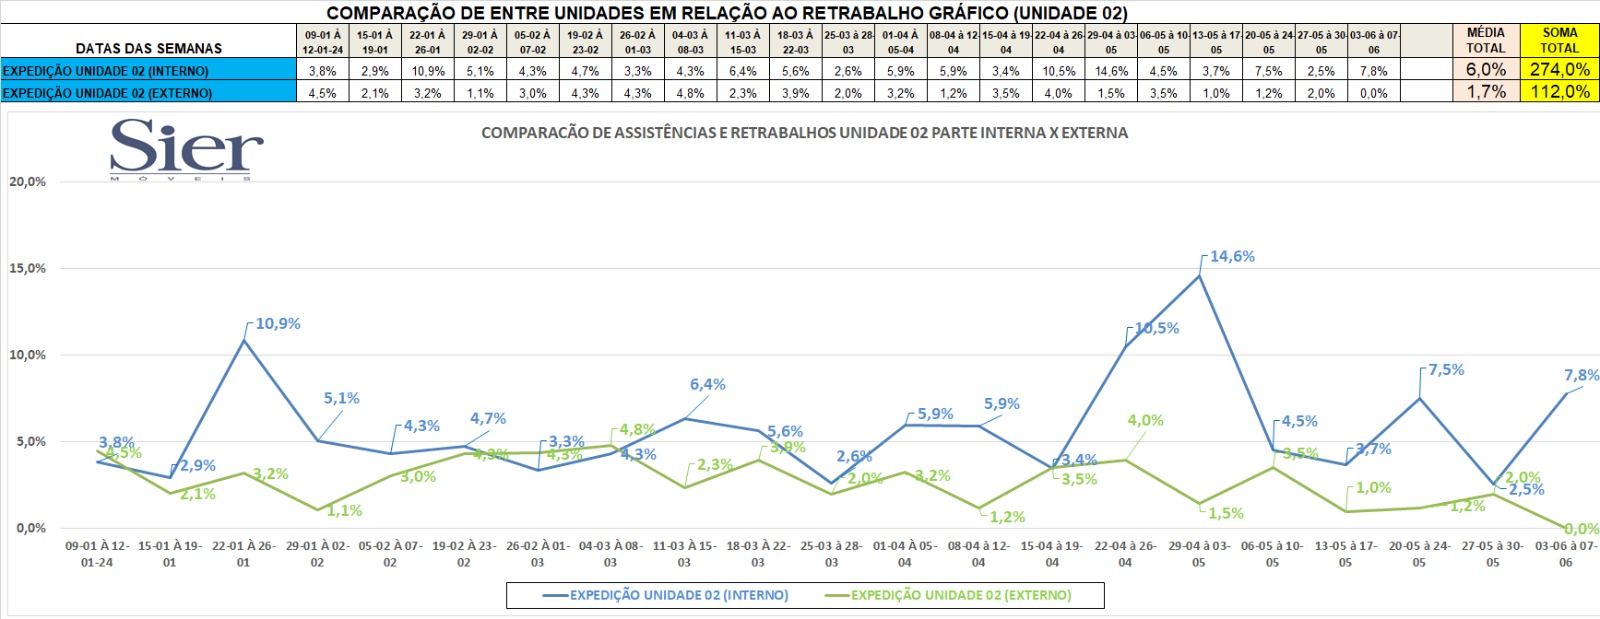 COMPARAÇÃO DE ENTRE UNIDADES EM RELAÇÃO AO RETRABALHO GRÁFICO (UNIDADE 02)
DATAS DAS SEMANAS 09-01 À 12-01-24 15-01 À 19-01 22-01 À 26-01 29-01 À 02-02 05-02 À 07-02 19-02 À 23-02 26-02 À 01-03 04-03 À 08-03 11-03 À 15-03 18-03 À 22-03 25-03 à 28-03 01-04 À 05-04 08-04 à 12-04 15-04 à 19-04 22-04 à 26-04 29-04 à 03-05 06-05 à 10-05 13-05 à 17-05 20-05 à 24-05 27-05 à 30-05 03-06 à 07-06 MÉDIA TOTAL SOMA TOTAL
EXPEDIÇÃO UNIDADE 02 (INTERNO) 3,8% 2,9% 10,9% 5,1% 4,3% 4,7% 3,3% 4,3% 6,4% 5,6% 2,6% 5,9% 5,9% 3,4% 10,5% 14,6% 4,5% 3,7% 7,5% 2,5% 7,8% 6,0% 274,0%
EXPEDIÇÃO UNIDADE 02 (EXTERNO) 4,5% 2,1% 3,2% 1,1% 3,0% 4,3% 4,3% 4,8% 2,3% 3,9% 2,0% 3,2% 1,2% 3,5% 4,0% 1,5% 3,5% 1,0% 1,2% 2,0% 0,0% 1,7% 112,0%
Sier
MÓVEIS
COMPARACÃO DE ASSISTÊNCIAS E RETRABALHOS UNIDADE 02 PARTE INTERNA X EXTERNA
20,0%
15,0%
10,0%
5,0%
0,0%
3,8% 2,9% 10,9% 5,1% 4,3% 4,7% 3,3% 4,3% 6,4% 5,6% 2,6% 5,9% 5,9% 3,4% 10,5% 14,6% 4,5% 3,7% 7,5% 2,5% 7,8%
4,5% 2,1% 3,2% 1,1% 3,0% 4,3% 4,3% 4,8% 2,3% 3,9% 2,0% 3,2% 1,2% 3,5% 4,0% 1,5% 3,5% 1,0% 1,2% 2,0% 0,0%
09-01 À 12- 15-01 À 19- 22-01 À 26- 29-01 À 02- 05-02 À 07- 19-02 À 23- 26-02 À 01- 04-03 À 08- 11-03 À 15- 18-03 À 22- 25-03 à 28- 01-04 À 05- 08-04 à 12- 15-04 à 19- 22-04 à 26- 29-04 à 03- 06-05 à 10- 13-05 à 17- 20-05 à 24- 27-05 à 30- 03-06 à 07-
01-24 01 01 02 02 02 03 03 03 03 03 04 04 04 04 05 05 05 05 05 06
EXPEDIÇÃO UNIDADE 02 (INTERNO) EXPEDIÇÃO UNIDADE 02 (EXTERNO)